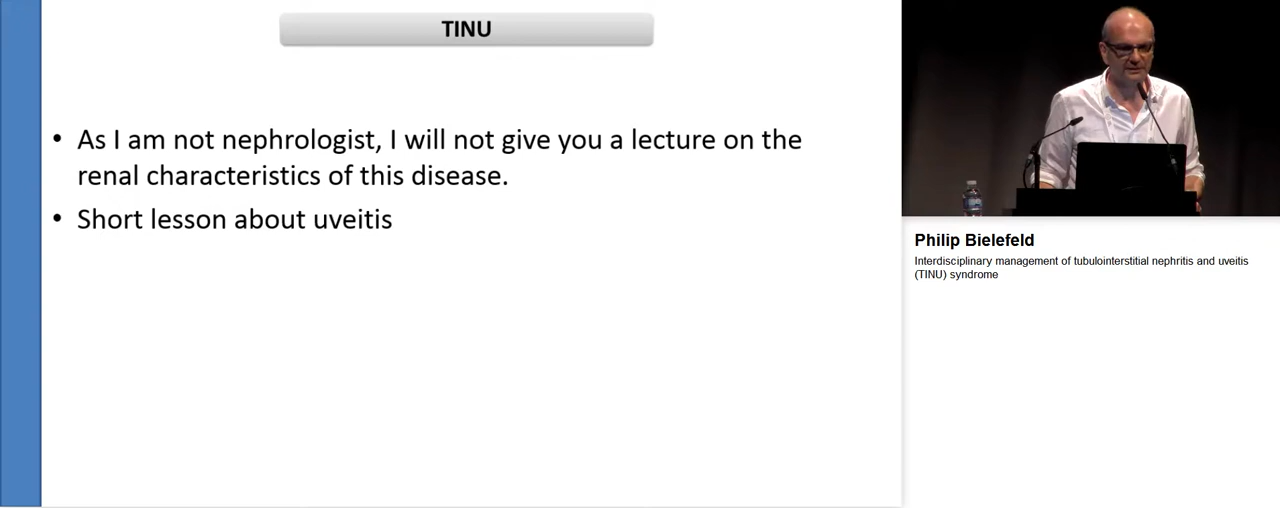 TINU
• As I am not nephrologist, I will not give you a lecture on the
renal characteristics of this disease.
• Short lesson about uveitis
Philip Bielefeld
Interdisciplinary management of tubulointerstitial nephritis and uveitis
(TINU) syndrome